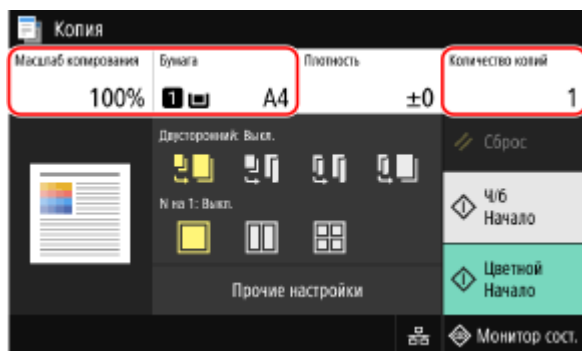 Копия
Масштаб копирования
Бумага
Плотность
Количество копий
100%
1
A4
±0
1
Двусторонний: Выкл.
Сброс
N на 1: Выкл.
Ч/б
Начало
Цветной
Начало
Прочие настройки
Монитор сост.